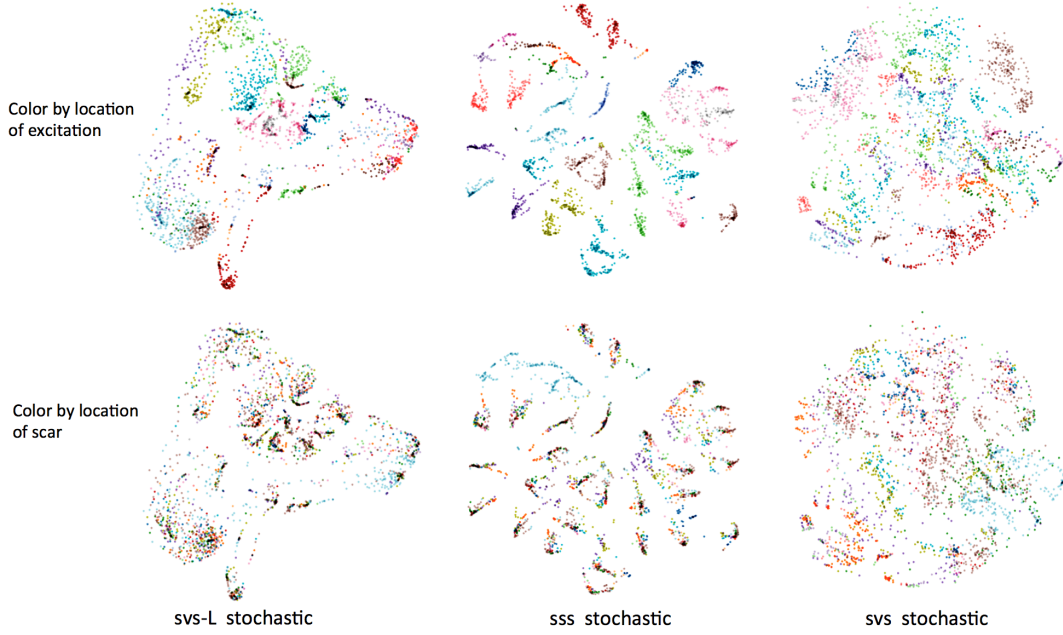 Color by location
of excitation
Color by location
of scar
svs-L stochastic
sss stochastic
svs stochastic